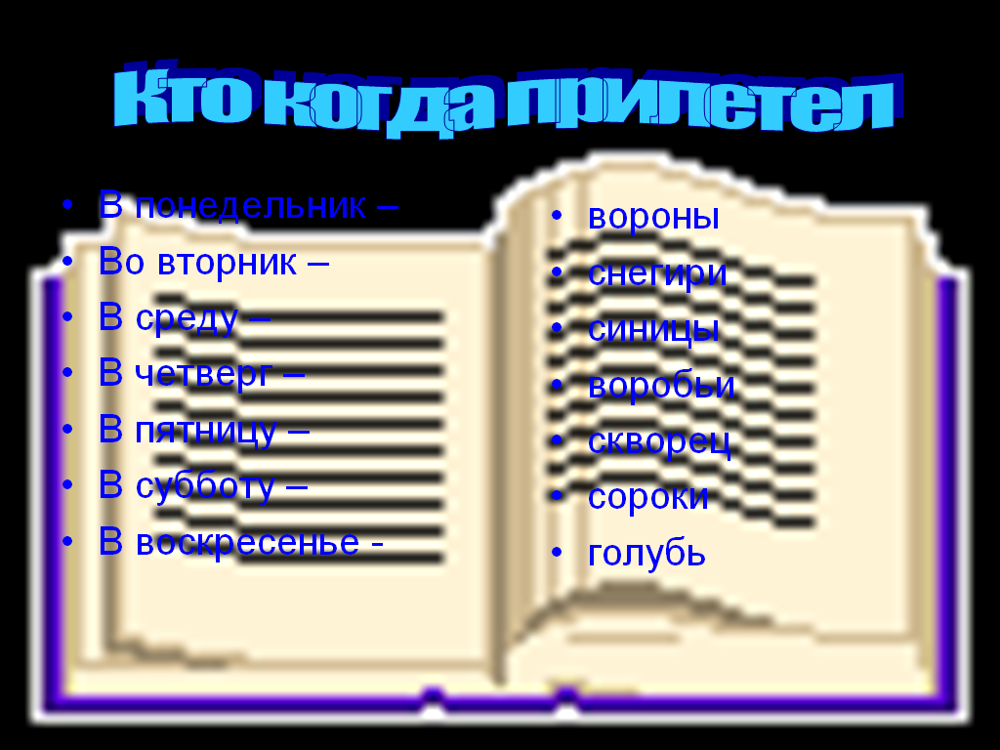 Кто когда прилетел
• В понедельник –
• Во вторник –
• В среду –
• В четверг –
• В пятницу –
• В субботу –
• В воскресенье -
• вороны
• снегири
• синицы
• воробьи
• скворец
• сороки
• голубь